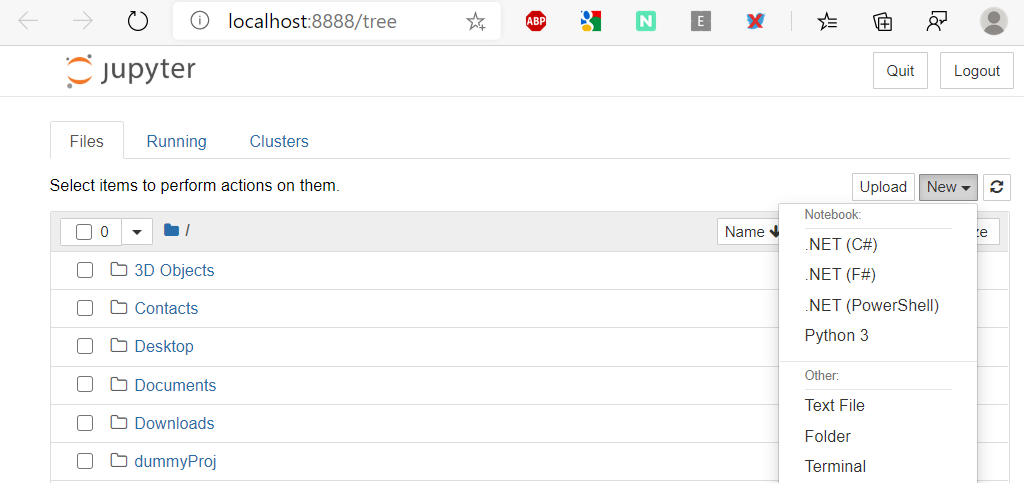 localhost:8888/tree
ABP
N
E
jupyter
Quit
Logout
Files
Running
Clusters
Select items to perform actions on them.
Upload
New
0
/
Name
ze
Notebook:
.NET (C#)
.NET (F#)
.NET (PowerShell)
Python 3
Other:
Text File
Folder
Terminal
3D Objects
Contacts
Desktop
Documents
Downloads
dummyProj